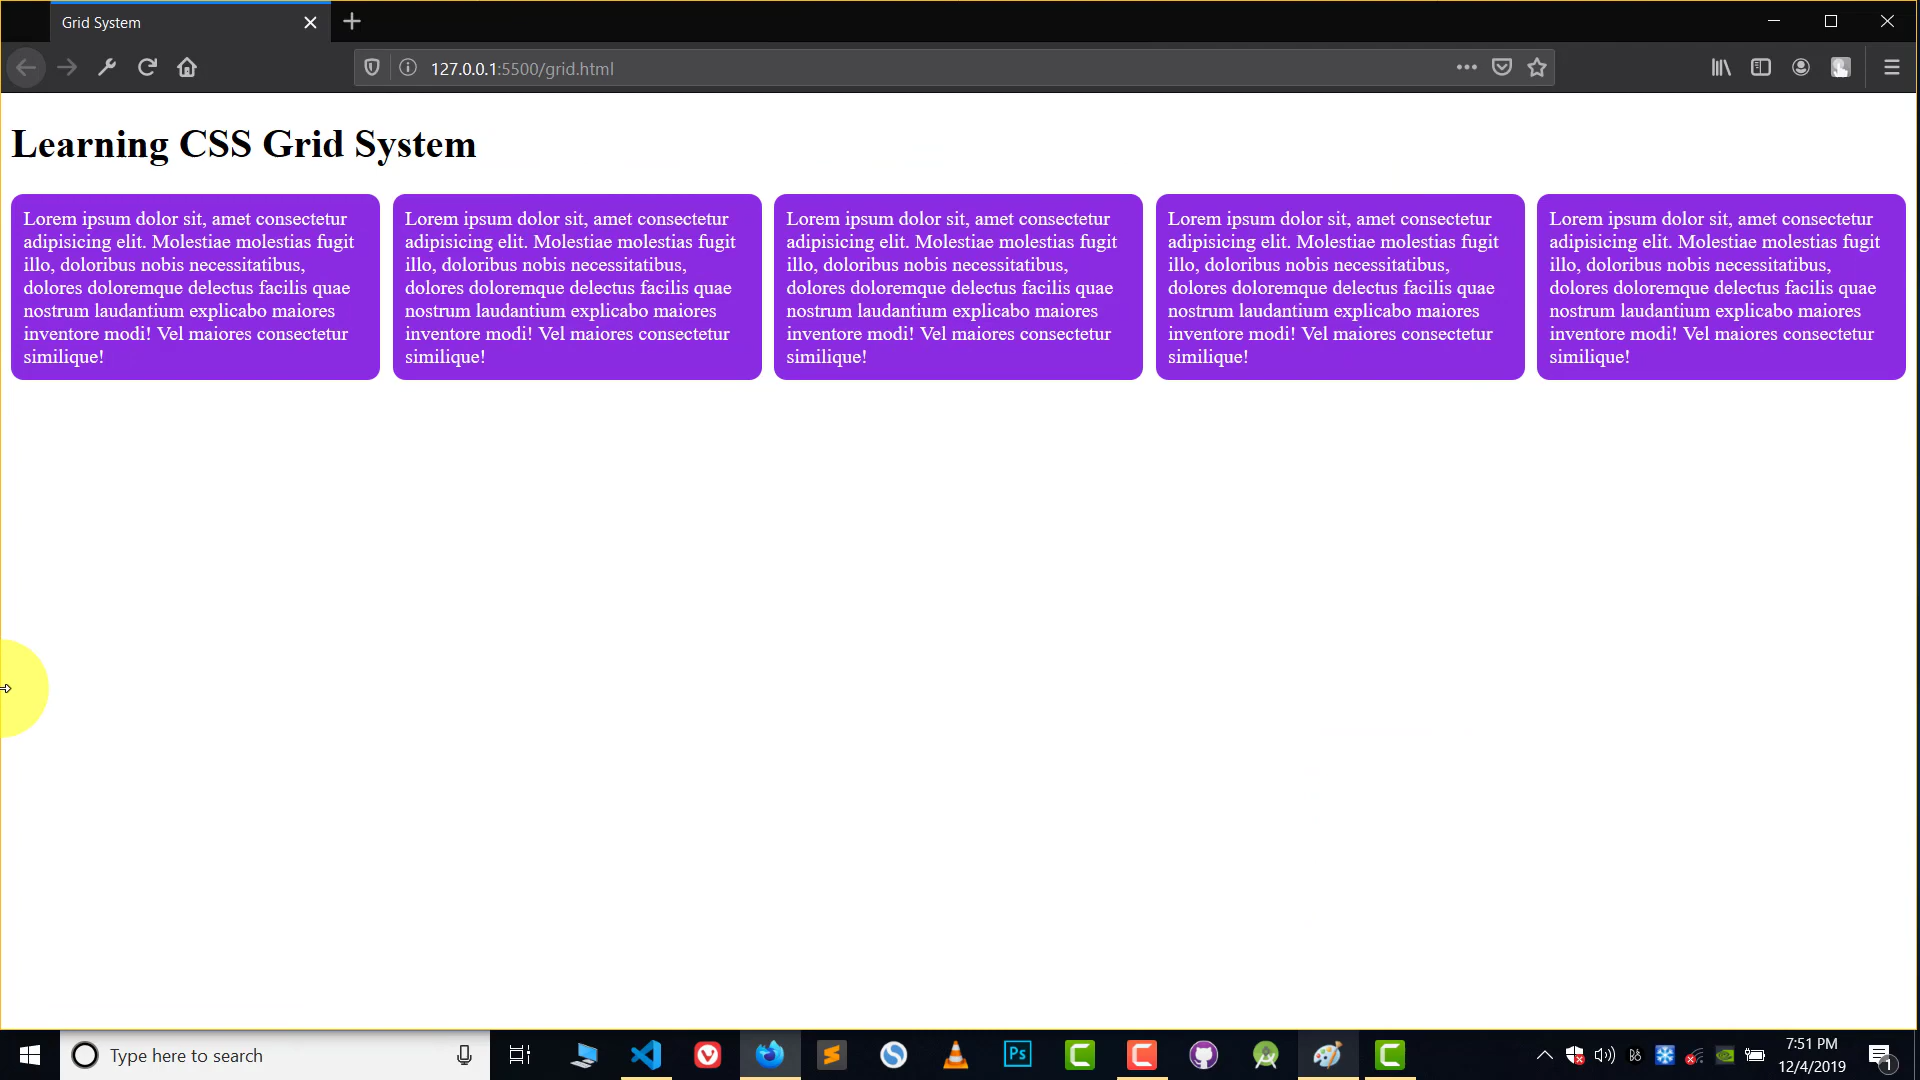 Grid System
127.0.0.1:5500/grid.html
Learning CSS Grid System
Lorem ipsum dolor sit, amet consectetur
adipisicing elit. Molestiae molestias fugit
illo, doloribus nobis necessitatibus,
dolores doloremque delectus facilis quae
nostrum laudantium explicabo maiores
inventore modi! Vel maiores consectetur
similique!
Lorem ipsum dolor sit, amet consectetur
adipisicing elit. Molestiae molestias fugit
illo, doloribus nobis necessitatibus,
dolores doloremque delectus facilis quae
nostrum laudantium explicabo maiores
inventore modi! Vel maiores consectetur
similique!
Lorem ipsum dolor sit, amet consectetur
adipisicing elit. Molestiae molestias fugit
illo, doloribus nobis necessitatibus,
dolores doloremque delectus facilis quae
nostrum laudantium explicabo maiores
inventore modi! Vel maiores consectetur
similique!
Lorem ipsum dolor sit, amet consectetur
adipisicing elit. Molestiae molestias fugit
illo, doloribus nobis necessitatibus,
dolores doloremque delectus facilis quae
nostrum laudantium explicabo maiores
inventore modi! Vel maiores consectetur
similique!
Lorem ipsum dolor sit, amet consectetur
adipisicing elit. Molestiae molestias fugit
illo, doloribus nobis necessitatibus,
dolores doloremque delectus facilis quae
nostrum laudantium explicabo maiores
inventore modi! Vel maiores consectetur
similique!
Type here to search
Ps
7:51 PM
12/4/2019
1